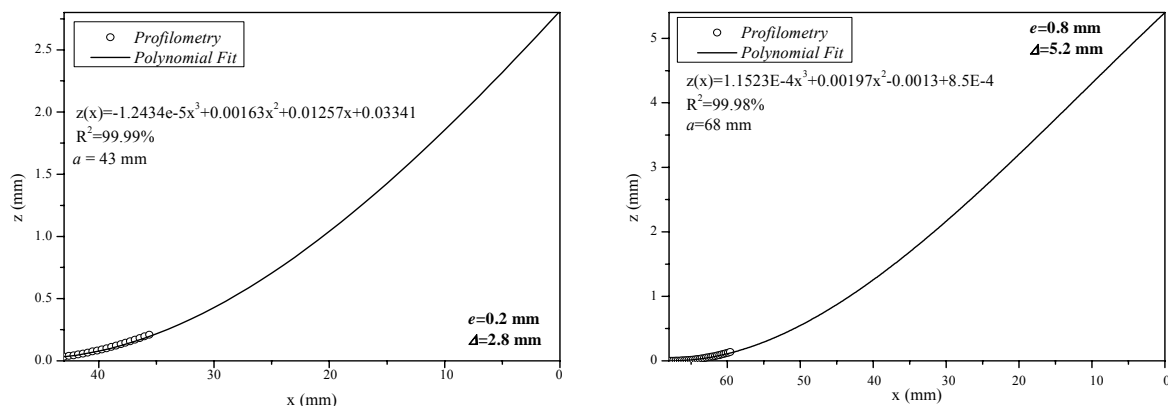 Profilometry
Polynomial Fit
z(x)=-1.2434e-5x³+0.00163x²+0.01257x+0.03341
R²=99.99%
a = 43 mm
e=0.2 mm
Δ=2.8 mm
2.5
2.0
1.5
1.0
0.5
0.0
z (mm)
40 30 20 10 0
x (mm)
Profilometry
Polynomial Fit
e=0.8 mm
Δ=5.2 mm
z(x)=1.1523E-4x³+0.00197x²-0.0013+8.5E-4
R²=99.98%
a=68 mm
5
4
3
2
1
0
z (mm)
60 50 40 30 20 10 0
x (mm)